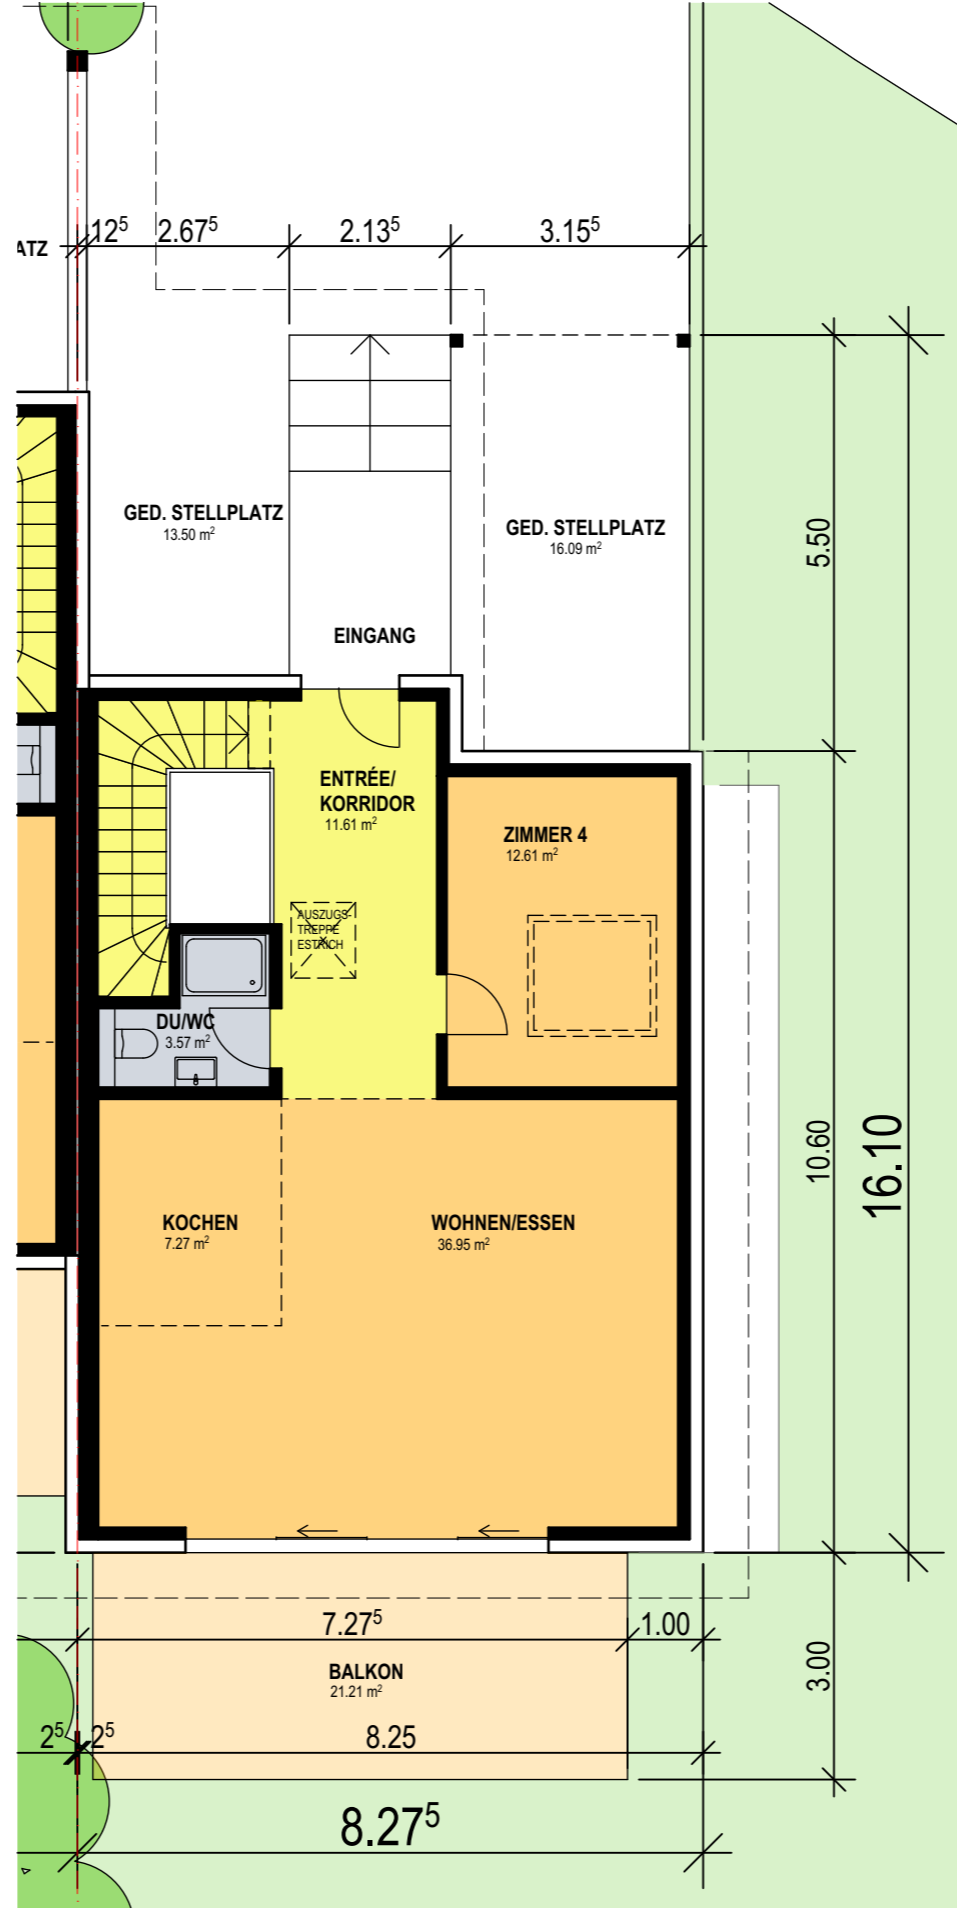 12⁵ 2.67⁵ 2.13⁵ 3.15⁵
ATZ
GED. STELLPLATZ
13.50 m²
GED. STELLPLATZ
16.09 m²
5.50
EINGANG
ENTRÉE/
KORRIDOR
11.61 m²
ZIMMER 4
12.61 m²
AUSZUGS-
TREPPE
ESTRICH
DU/WC
3.57 m²
10.60
16.10
KOCHEN
7.27 m²
WOHNEN/ESSEN
36.95 m²
7.27⁵ 1.00
BALKON
21.21 m²
3.00
2⁵ 2⁵ 8.25
8.27⁵